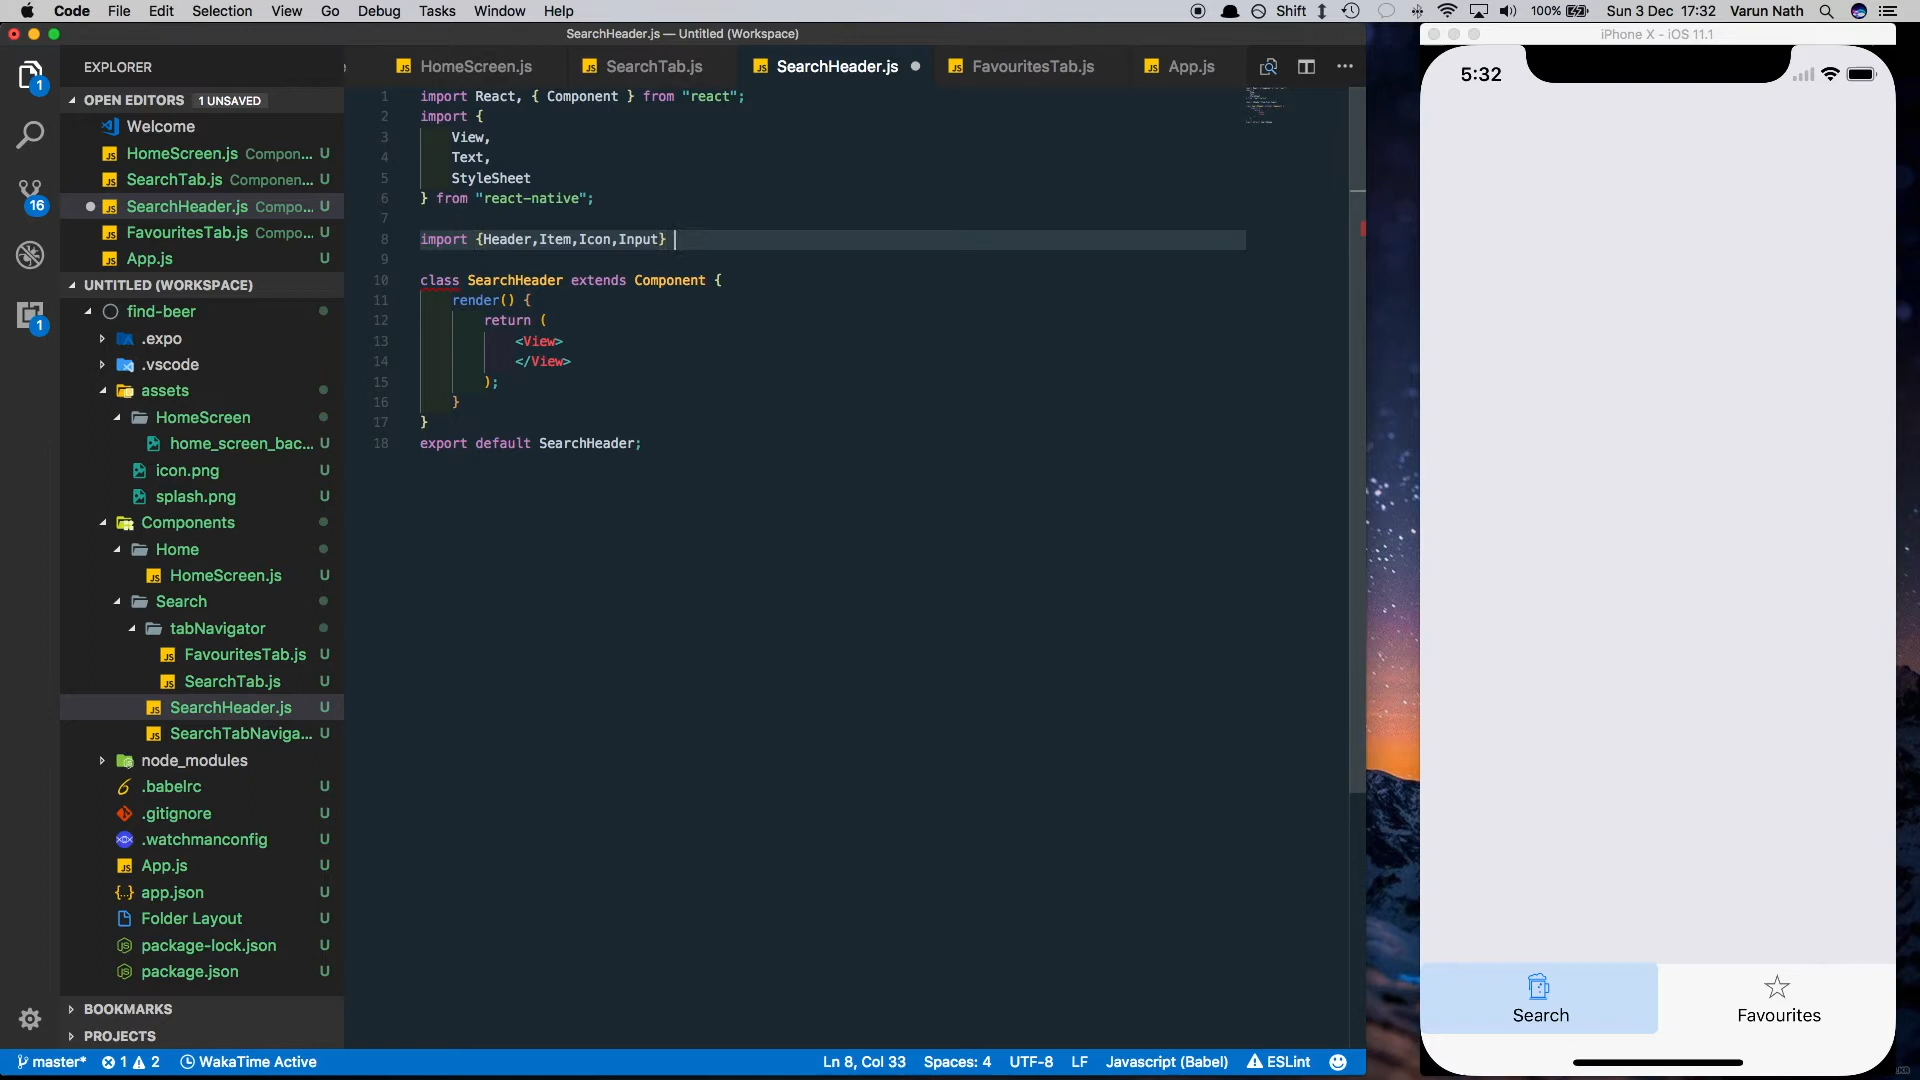 Code File Edit Selection View Go Debug Tasks Window Help Shift 100% Sun 3 Dec 17:32 Varun Nath
SearchHeader.js — Untitled (Workspace)
iPhone X - iOS 11.1
EXPLORER
HomeScreen.js SearchTab.js SearchHeader.js FavouritesTab.js App.js
OPEN EDITORS 1 UNSAVED
Welcome
HomeScreen.js Compon... U
SearchTab.js Componen... U
SearchHeader.js Compo... U
FavouritesTab.js Compo... U
App.js U
UNTITLED (WORKSPACE)
find-beer
.expo
.vscode
assets
HomeScreen
home_screen_bac... U
icon.png U
splash.png U
Components
Home
HomeScreen.js U
Search
tabNavigator
FavouritesTab.js U
SearchTab.js U
SearchHeader.js U
SearchTabNaviga... U
node_modules
.babelrc U
.gitignore U
.watchmanconfig U
App.js U
app.json U
Folder Layout U
package-lock.json U
package.json U
BOOKMARKS
PROJECTS
1
16
1
1 import React, { Component } from "react";
2 import {
3 View,
4 Text,
5 StyleSheet
6 } from "react-native";
7
8 import {Header,Item,Icon,Input}
9
10 class SearchHeader extends Component {
11 render() {
12 return (
13 <View>
14 </View>
15 );
16 }
17 }
18 export default SearchHeader;
5:32
Search Favourites
master* 1 2 WakaTime Active Ln 8, Col 33 Spaces: 4 UTF-8 LF Javascript (Babel) ESLint